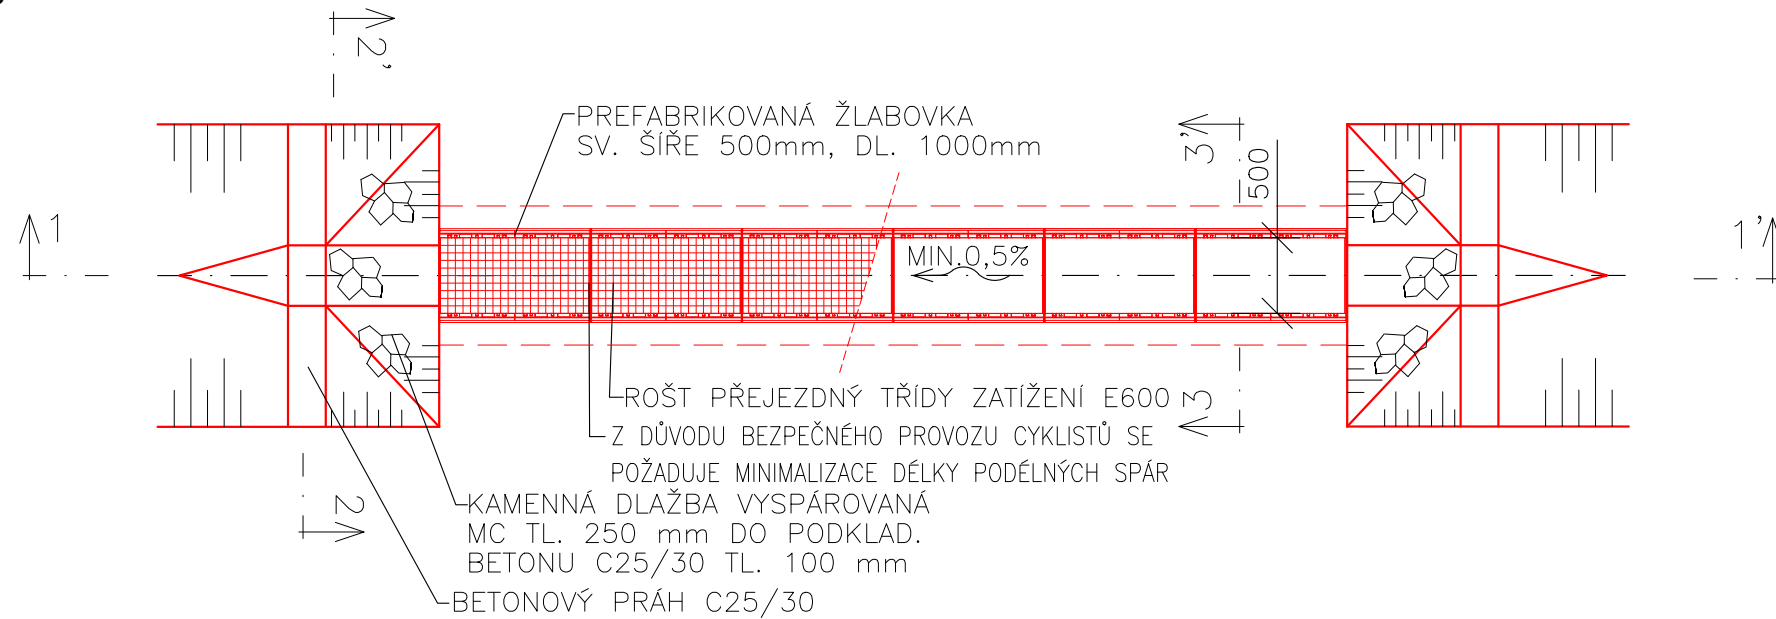 2'
PREFABRIKOVANÁ ŽLABOVKA
SV. ŠÍŘE 500mm, DL. 1000mm
3'
500
1
1'
MIN.0,5%
ROŠT PŘEJEZDNÝ TŘÍDY ZATÍŽENÍ E600
3
Z DŮVODU BEZPEČNÉHO PROVOZU CYKLISTŮ SE
POŽADUJE MINIMALIZACE DÉLKY PODÉLNÝCH SPÁR
2
KAMENNÁ DLAŽBA VYSPÁROVANÁ
MC TL. 250 mm DO PODKLAD.
BETONU C25/30 TL. 100 mm
BETONOVÝ PRÁH C25/30